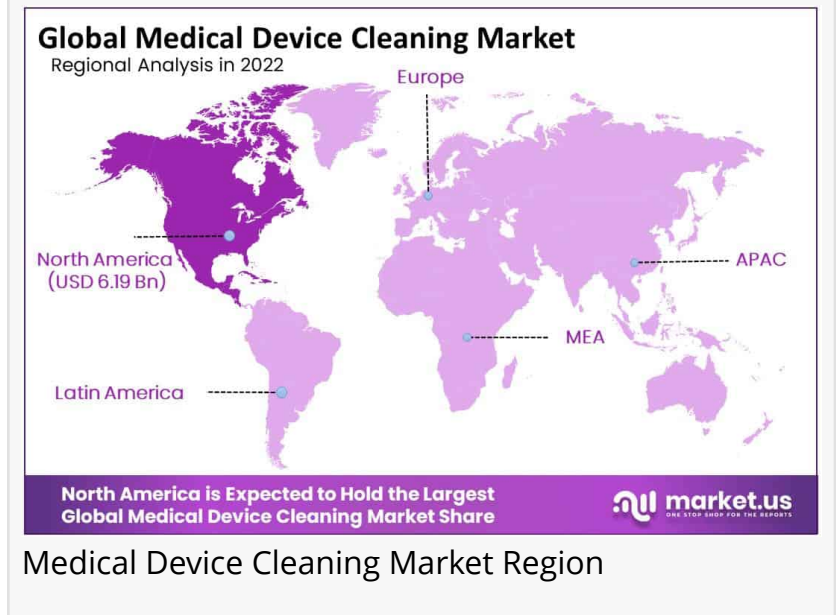 Global Medical Device Cleaning Market
Regional Analysis in 2022
Europe
North America
(USD 6.19 Bn)
APAC
MEA
Latin America
North America is Expected to Hold the Largest
Global Medical Device Cleaning Market Share
market.us
ONE STOP SHOP FOR THE REPORTS
Medical Device Cleaning Market Region